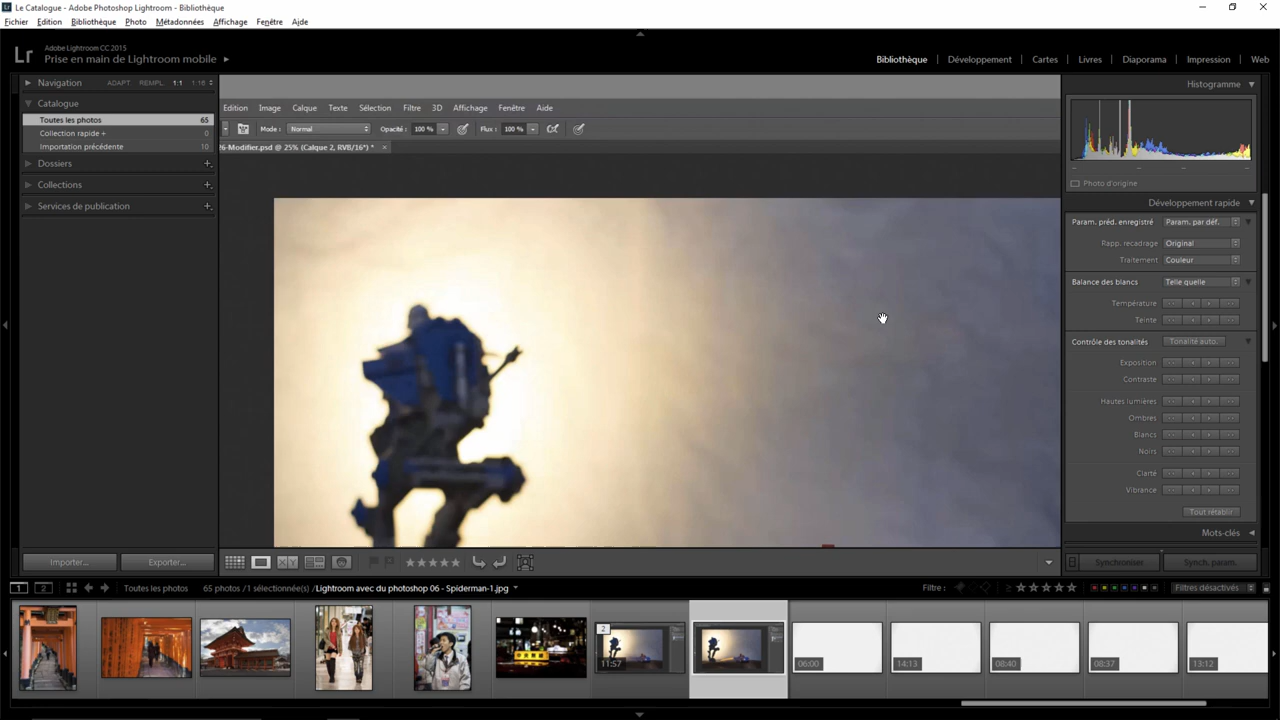 Le Catalogue - Adobe Photoshop Lightroom - Bibliothèque
Fichier Edition Bibliothèque Photo Métadonnées Affichage Fenêtre Aide
Lr Adobe Lightroom CC 2015
Prise en main de Lightroom mobile
Bibliothèque Développement Cartes Livres Diaporama Impression Web
Navigation ADAPT. REMPL. 1:1 1:16
Histogramme
Catalogue
Toutes les photos 65
Collection rapide + 0
Importation précédente 10
Dossiers
Collections
Services de publication
Edition Image Calque Texte Sélection Filtre 3D Affichage Fenêtre Aide
Mode : Normal Opacité : 100 % Flux : 100 %
26-Modifier.psd @ 25% (Calque 2, RVB/16*) * ×
Photo d'origine
Développement rapide
Param. préd. enregistré Param. par déf.
Rapp. recadrage Original
Traitement Couleur
Balance des blancs Telle quelle
Température
Teinte
Contrôle des tonalités Tonalité auto.
Exposition
Contraste
Hautes lumières
Ombres
Blancs
Noirs
Clarté
Vibrance
Tout rétablir
Mots-clés
Importer... Exporter...
XY
Synchroniser Synch. param.
1 2 Toutes les photos 65 photos /1 sélectionnée(s) /Lightroom avec du photoshop 06 - Spiderman-1.jpg
Filtre : Filtres désactivés
2
11:57 06:00 14:13 08:40 08:37 13:12